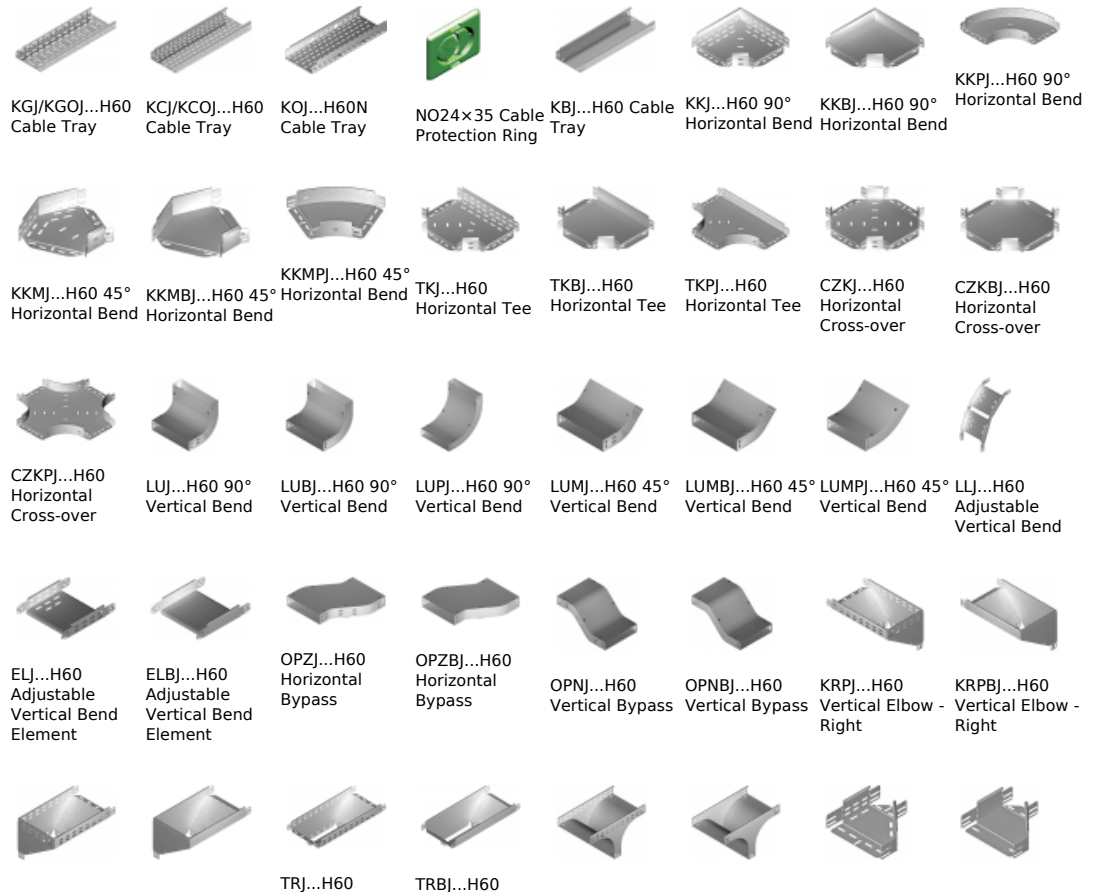 KGJ/KGOJ...H60
Cable Tray
KCJ/KCOJ...H60
Cable Tray
KOJ...H60N
Cable Tray
NO24×35 Cable
Protection Ring
KBJ...H60 Cable
Tray
KKJ...H60 90°
Horizontal Bend
KKBJ...H60 90°
Horizontal Bend
KKPJ...H60 90°
Horizontal Bend
KKMJ...H60 45°
Horizontal Bend
KKMBJ...H60 45°
Horizontal Bend
KKMPJ...H60 45°
Horizontal Bend
TKJ...H60
Horizontal Tee
TKBJ...H60
Horizontal Tee
TKPJ...H60
Horizontal Tee
CZKJ...H60
Horizontal
Cross-over
CZKBJ...H60
Horizontal
Cross-over
CZKPJ...H60
Horizontal
Cross-over
LUJ...H60 90°
Vertical Bend
LUBJ...H60 90°
Vertical Bend
LUPJ...H60 90°
Vertical Bend
LUMJ...H60 45°
Vertical Bend
LUMBJ...H60 45°
Vertical Bend
LUMPJ...H60 45°
Vertical Bend
LLJ...H60
Adjustable
Vertical Bend
ELJ...H60
Adjustable
Vertical Bend
Element
ELBJ...H60
Adjustable
Vertical Bend
Element
OPZJ...H60
Horizontal
Bypass
OPZBJ...H60
Horizontal
Bypass
OPNJ...H60
Vertical Bypass
OPNBJ...H60
Vertical Bypass
KRPJ...H60
Vertical Elbow -
Right
KRPBJ...H60
Vertical Elbow -
Right
TRJ...H60
TRBJ...H60